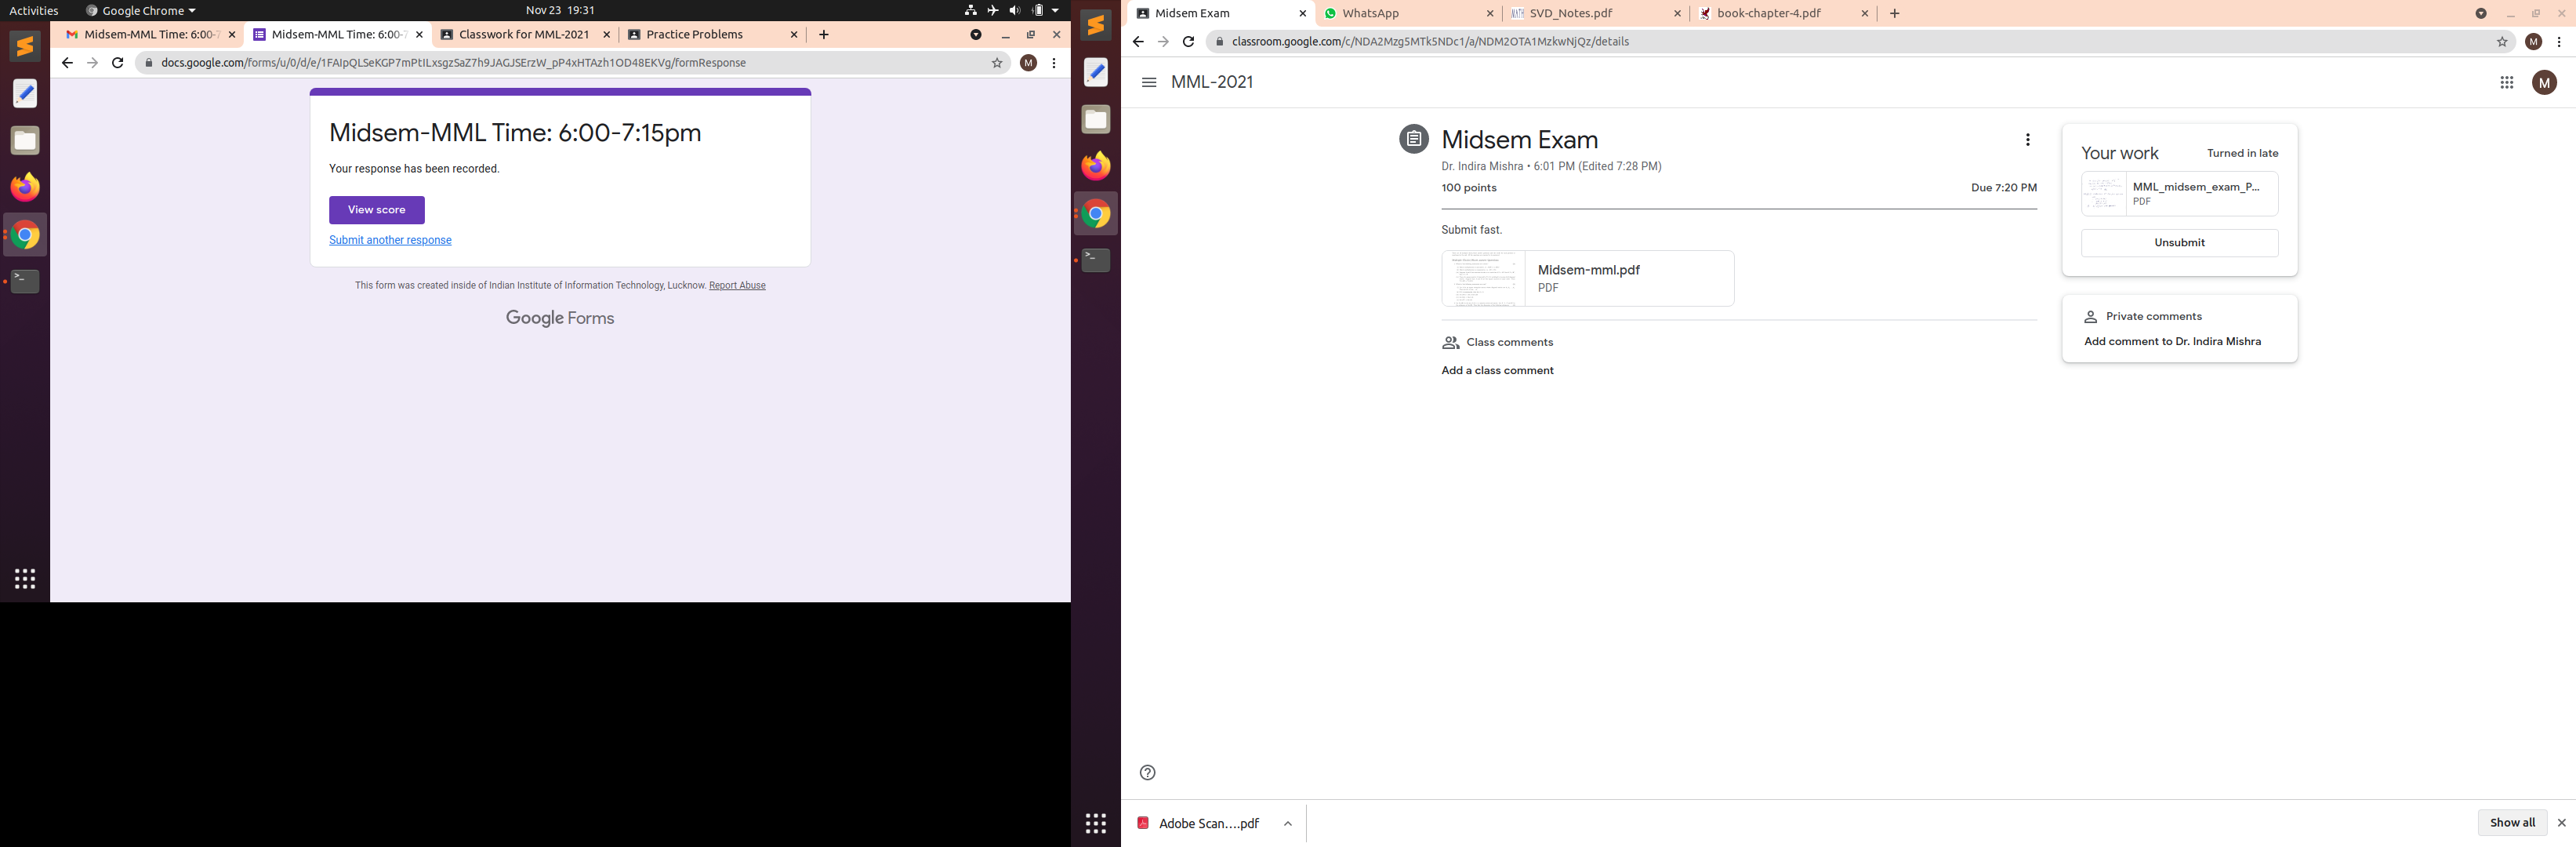 Activities
Google Chrome
Nov 23 19:31
Midsem-MML Time: 6:00-7
Midsem-MML Time: 6:00-7
Classwork for MML-2021
Practice Problems
docs.google.com/forms/u/0/d/e/1FAIpQLSeKGP7mPtILxsgzSaZ7h9JAGJSErzW_pP4xHTAzh1OD48EKVg/formResponse
M
Midsem-MML Time: 6:00-7:15pm
Your response has been recorded.
View score
Submit another response
This form was created inside of Indian Institute of Information Technology, Lucknow. Report Abuse
Google Forms
Midsem Exam
WhatsApp
SVD_Notes.pdf
book-chapter-4.pdf
classroom.google.com/c/NDA2Mzg5MTk5NDc1/a/NDM2OTA1MzkwNjQz/details
M
MML-2021
M
Midsem Exam
Dr. Indira Mishra • 6:01 PM (Edited 7:28 PM)
100 points
Due 7:20 PM
Submit fast.
Midsem-mml.pdf
PDF
Class comments
Add a class comment
Your work
Turned in late
MML_midsem_exam_P...
PDF
Unsubmit
Private comments
Add comment to Dr. Indira Mishra
Adobe Scan....pdf
Show all